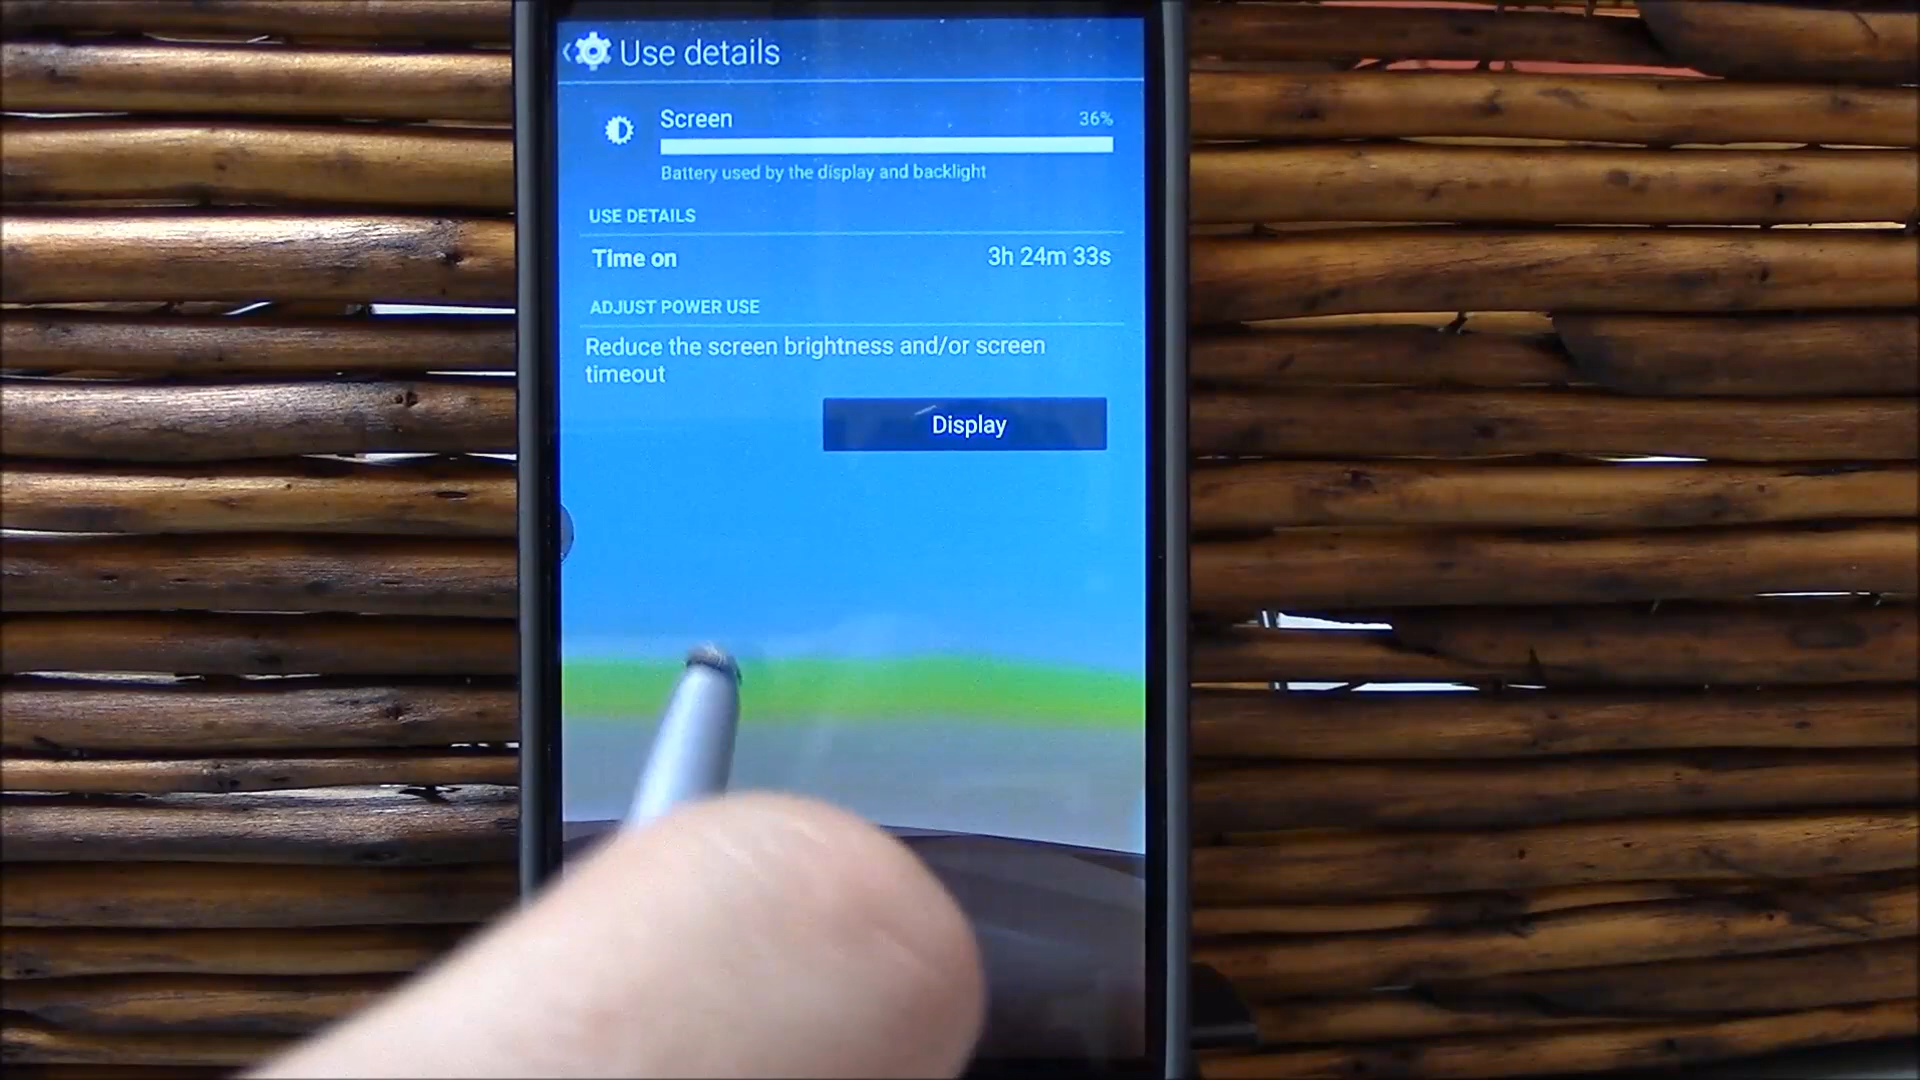 Use details
Screen 36%
Battery used by the display and backlight
USE DETAILS
Time on 3h 24m 33s
ADJUST POWER USE
Reduce the screen brightness and/or screen
timeout
Display